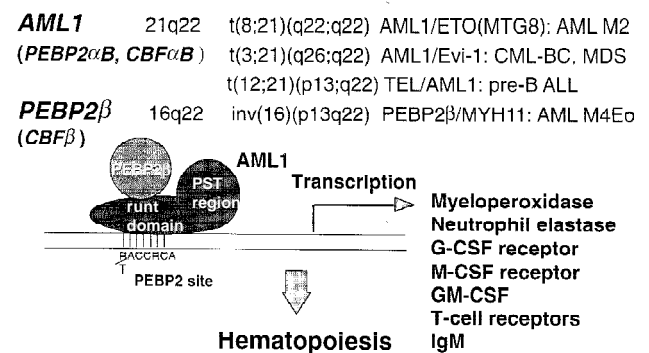 AML1 21q22 t(8;21)(q22;q22) AML1/ETO(MTG8): AML M2
(PEBP2αB, CBFαB) t(3;21)(q26;q22) AML1/Evi-1: CML-BC, MDS
t(12;21)(p13;q22) TEL/AML1: pre-B ALL
PEBP2β 16q22 inv(16)(p13q22) PEBP2β/MYH11: AML M4Eo
(CBFβ)
PEBP2β
AML1
PST
region
runt
domain
RACCRCA
T
PEBP2 site
Transcription
Myeloperoxidase
Neutrophil elastase
G-CSF receptor
M-CSF receptor
GM-CSF
T-cell receptors
IgM
Hematopoiesis